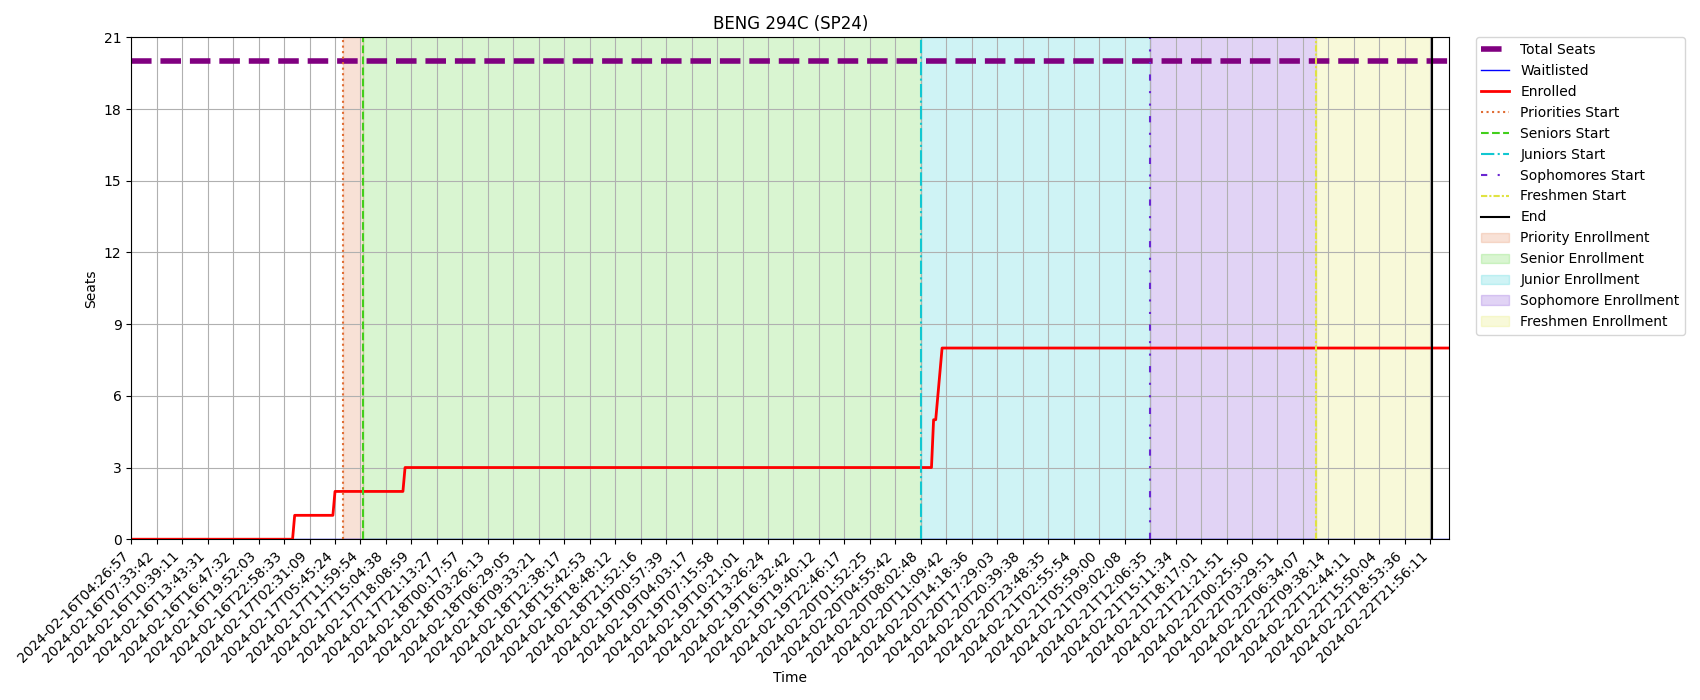 BENG 294C (SP24)
21
18
15
12
9
6
3
0
Seats
2024-02-16T04:26:57
2024-02-16T07:33:42
2024-02-16T10:39:11
2024-02-16T13:43:31
2024-02-16T16:47:32
2024-02-16T19:52:03
2024-02-16T22:58:33
2024-02-17T02:31:09
2024-02-17T05:45:24
2024-02-17T11:59:54
2024-02-17T15:04:38
2024-02-17T18:08:59
2024-02-17T21:13:27
2024-02-18T00:17:57
2024-02-18T03:26:13
2024-02-18T06:29:05
2024-02-18T09:33:21
2024-02-18T12:38:17
2024-02-18T15:42:53
2024-02-18T18:48:12
2024-02-18T21:52:16
2024-02-19T00:57:39
2024-02-19T04:03:17
2024-02-19T07:15:58
2024-02-19T10:21:01
2024-02-19T13:26:24
2024-02-19T16:32:42
2024-02-19T19:40:12
2024-02-19T22:46:17
2024-02-20T01:52:25
2024-02-20T04:55:42
2024-02-20T08:02:48
2024-02-20T11:09:42
2024-02-20T14:18:36
2024-02-20T17:29:03
2024-02-20T20:39:38
2024-02-20T23:48:35
2024-02-21T02:55:54
2024-02-21T05:59:00
2024-02-21T09:02:08
2024-02-21T12:06:35
2024-02-21T15:11:34
2024-02-21T18:17:01
2024-02-21T21:21:51
2024-02-22T00:25:50
2024-02-22T03:29:51
2024-02-22T06:34:07
2024-02-22T09:38:14
2024-02-22T12:44:11
2024-02-22T15:50:04
2024-02-22T18:53:36
2024-02-22T21:56:11
Time
Total Seats
Waitlisted
Enrolled
Priorities Start
Seniors Start
Juniors Start
Sophomores Start
Freshmen Start
End
Priority Enrollment
Senior Enrollment
Junior Enrollment
Sophomore Enrollment
Freshmen Enrollment